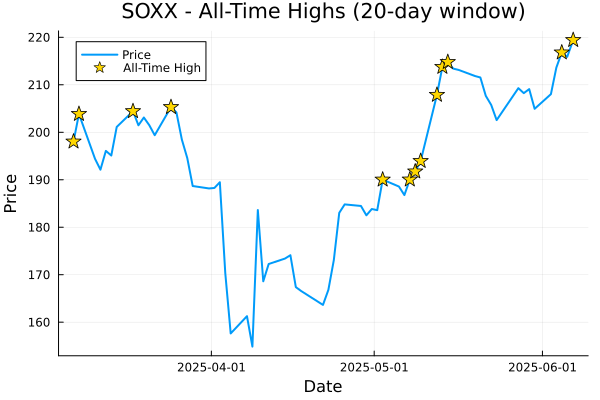 SOXX - All-Time Highs (20-day window)
220
210
200
190
180
170
160
Price
Price
All-Time High
2025-04-01
2025-05-01
2025-06-01
Date